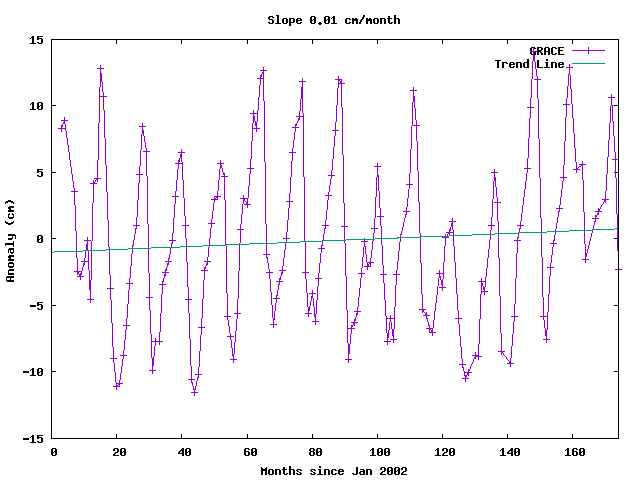 Slope 0.01 cm/month
GRACE
Trend Line
15
10
5
0
-5
-10
-15
Anomaly (cm)
0 20 40 60 80 100 120 140 160
Months since Jan 2002